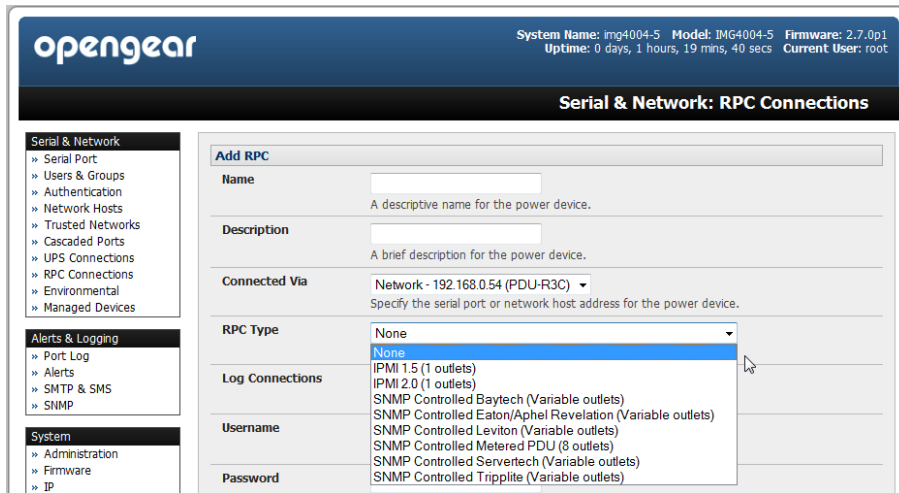 opengear
System Name: img4004-5 Model: IMG4004-5 Firmware: 2.7.0p1
Uptime: 0 days, 1 hours, 19 mins, 40 secs Current User: root
Serial & Network: RPC Connections
Serial & Network
» Serial Port
» Users & Groups
» Authentication
» Network Hosts
» Trusted Networks
» Cascaded Ports
» UPS Connections
» RPC Connections
» Environmental
» Managed Devices
Alerts & Logging
» Port Log
» Alerts
» SMTP & SMS
» SNMP
System
» Administration
» Firmware
» IP
Add RPC
Name
A descriptive name for the power device.
Description
A brief description for the power device.
Connected Via
Network - 192.168.0.54 (PDU-R3C)
Specify the serial port or network host address for the power device.
RPC Type
None
None
IPMI 1.5 (1 outlets)
IPMI 2.0 (1 outlets)
SNMP Controlled Baytech (Variable outlets)
SNMP Controlled Eaton/Aphel Revelation (Variable outlets)
SNMP Controlled Leviton (Variable outlets)
SNMP Controlled Metered PDU (8 outlets)
SNMP Controlled Servertech (Variable outlets)
SNMP Controlled Tripplite (Variable outlets)
Log Connections
Username
Password